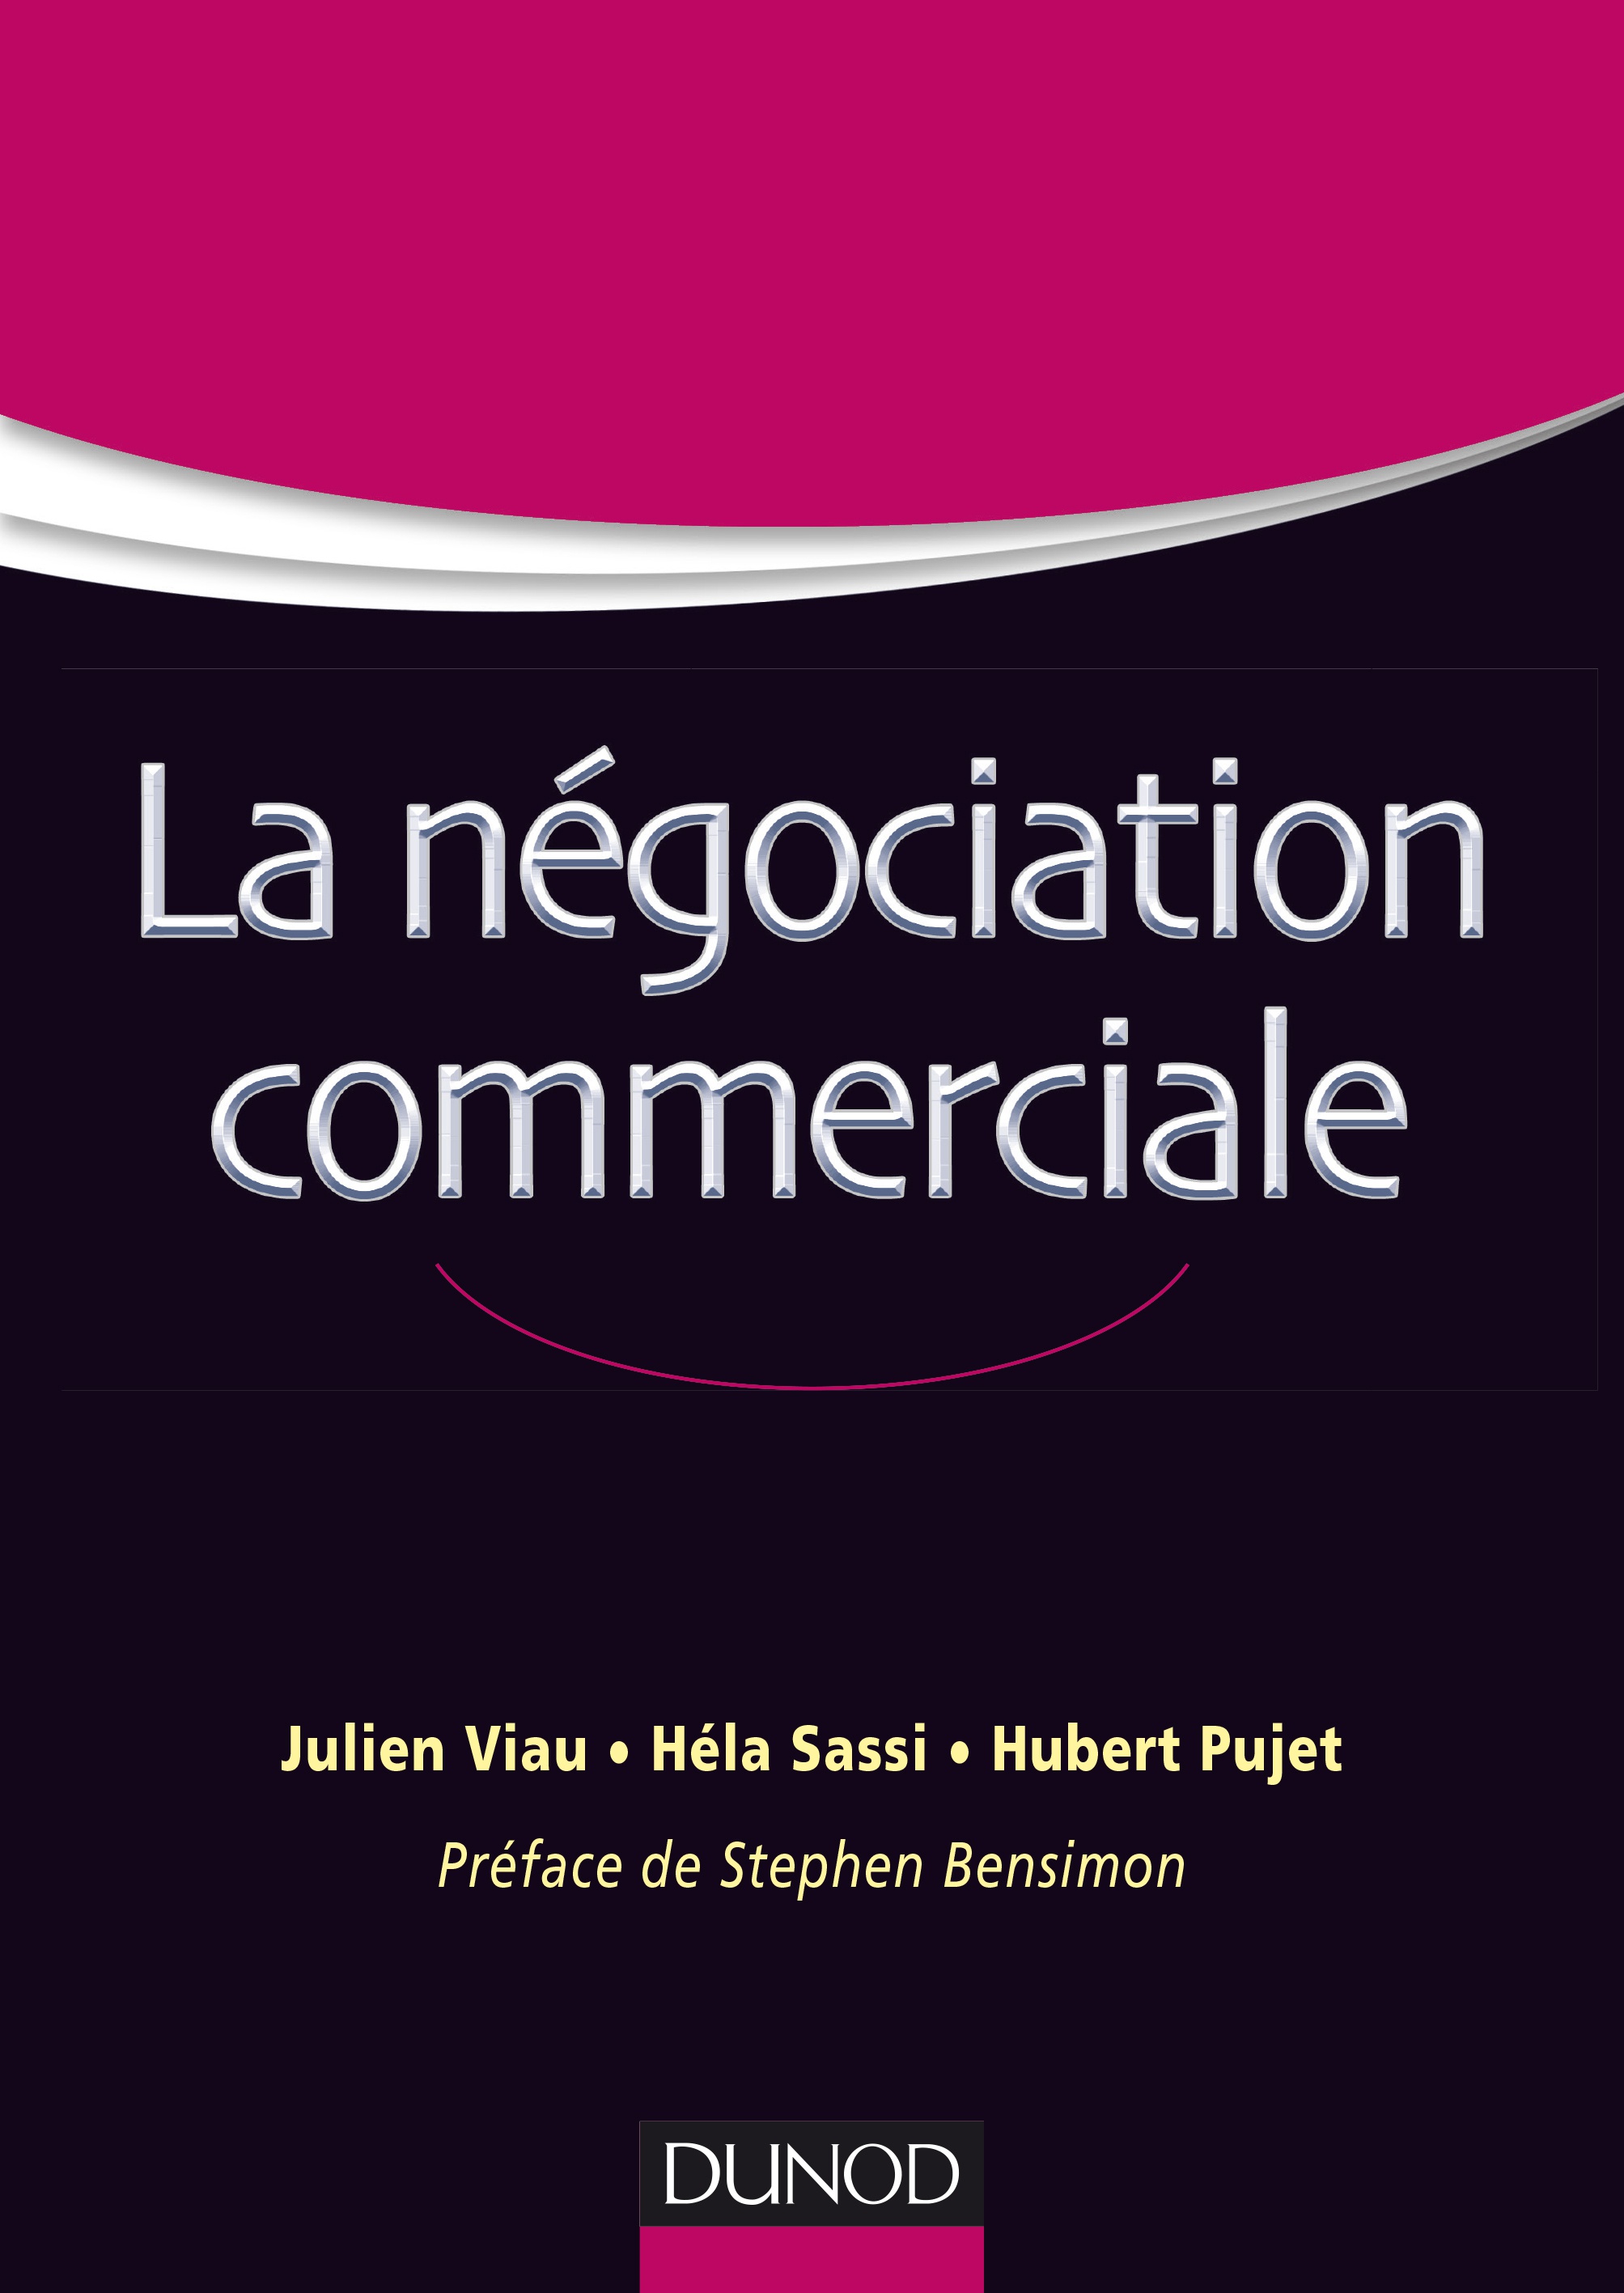 La négociation
commerciale
Julien Viau • Héla Sassi • Hubert Pujet
Préface de Stephen Bensimon
DUNOD